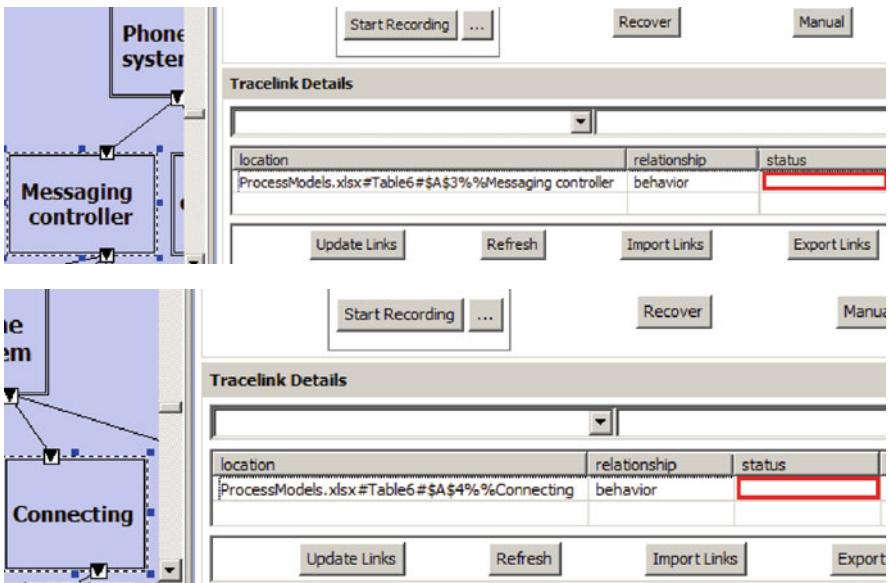 Phone
system
Start Recording ... Recover Manual
Tracelink Details
location relationship status
ProcessModels.xlsx#Table6#$A$3%%Messaging controller behavior
Messaging
controller
Update Links Refresh Import Links Export Links
ne
em
Start Recording ... Recover Manua
Tracelink Details
location relationship status
ProcessModels.xlsx#Table6#$A$4%%Connecting behavior
Connecting
Update Links Refresh Import Links Export